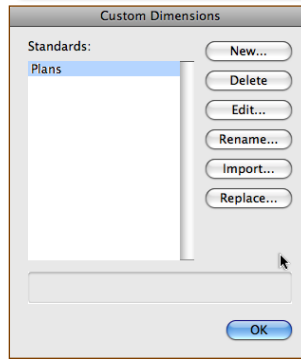 Custom Dimensions
Standards:
Plans
New...
Delete
Edit...
Rename...
Import...
Replace...
OK